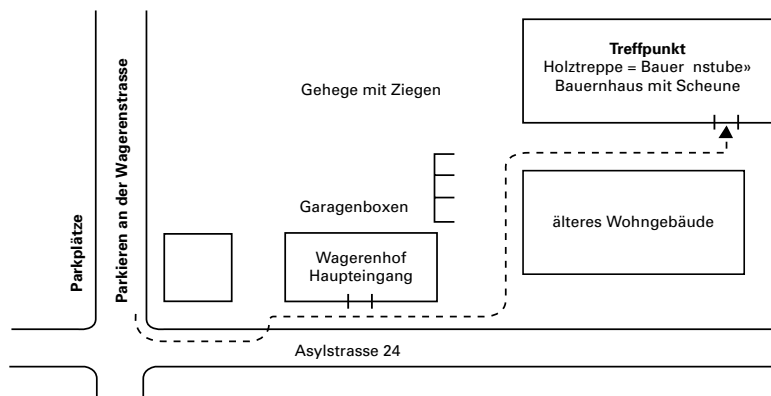 Treffpunkt
Holztreppe = Bauer nstube»
Bauernhaus mit Scheune
Gehege mit Ziegen
Parkplätze
Parkieren an der Wagerenstrasse
Garagenboxen
älteres Wohngebäude
Wagerenhof
Haupteingang
Asylstrasse 24